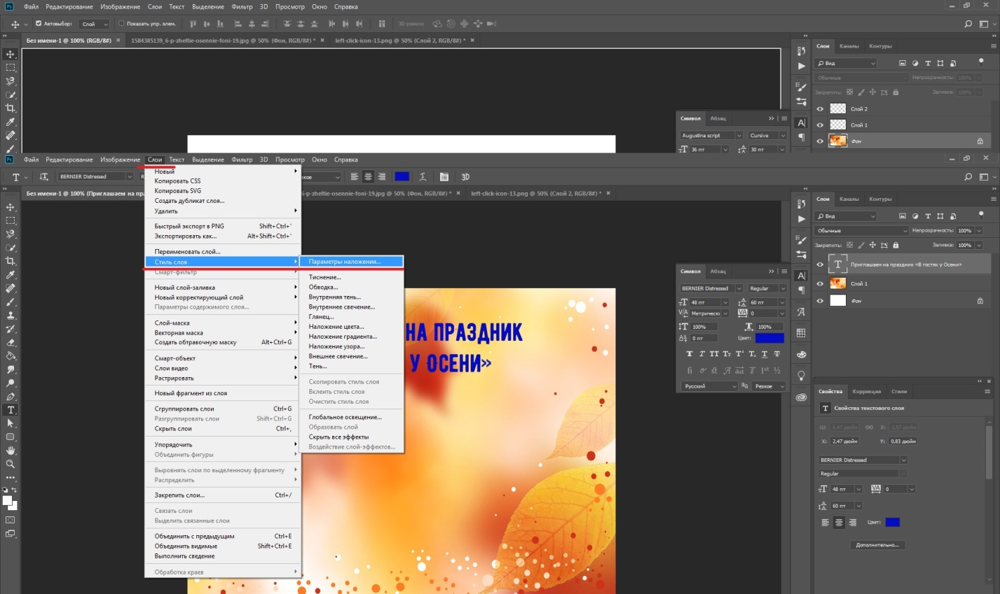 Ps Файл Редактирование Изображение Слои Текст Выделение Фильтр 3D Просмотр Окно Справка
Автовыбор: Слой Показать упр. элем. 3D-режим:
Без имени-1 @ 100% (RGB/8#) × 1584385139_6-p-zheltie-osennie-foni-19.jpg @ 50% (Фон, RGB/8#) * × left-click-icon-13.png @ 50% (Слой 2, RGB/8#) * ×
Слои Каналы Контуры
Вид
Обычные Непрозрачность: 100%
Закрепить: Заливка: 100%
Слой 2
Слой 1
Фон
Символ Абзац
Augustina script Cursive
36 пт 30 пт
Ps Файл Редактирование Изображение Слои Текст Выделение Фильтр 3D Просмотр Окно Справка
BERNIER Distressed R зкое 3D
Без имени-1 @ 100% (Приглашаем на пра 6-p-zheltie-osennie-foni-19.jpg @ 50% (Фон, RGB/8#) * × left-click-icon-13.png @ 50% (Слой 2, RGB/8#) * ×
Новый
Копировать CSS
Копировать SVG
Создать дубликат слоя...
Удалить
Быстрый экспорт в PNG Shift+Ctrl+'
Экспортировать как... Alt+Shift+Ctrl+'
Переименовать слой...
Стиль слоя
Смарт-фильтр
Новый слой-заливка
Новый корректирующий слой
Параметры содержимого слоя...
Слой-маска
Векторная маска
Создать обтравочную маску Alt+Ctrl+G
Смарт-объект
Слои видео
Растрировать
Новый фрагмент из слоя
Сгруппировать слои Ctrl+G
Разгруппировать слои Shift+Ctrl+G
Скрыть слои Ctrl+,
Упорядочить
Объединить фигуры
Выровнять слои по выделенному фрагменту
Распределить
Закрепить слои... Ctrl+/
Связать слои
Выделить связанные слои
Объединить с предыдущим Ctrl+E
Объединить видимые Shift+Ctrl+E
Выполнить сведение
Обработка краев
Параметры наложения...
Тиснение...
Обводка...
Внутренняя тень...
Внутреннее свечение...
Глянец...
Наложение цвета...
Наложение градиента...
Наложение узора...
Внешнее свечение...
Тень...
Скопировать стиль слоя
Вклеить стиль слоя
Очистить стиль слоя
Глобальное освещение...
Образовать слой
Скрыть все эффекты
Воздействие слой-эффектов...
НА ПРАЗДНИК
У ОСЕНИ»
Символ Абзац
BERNIER Distressed Regular
48 пт 60 пт
Метрическо 0
100% 100%
0 пт Цвет:
Русский Резкое
Слои Каналы Контуры
Вид
Обычные Непрозрачность: 100%
Закрепить: Заливка: 100%
Приглашаем на праздник «В гостях у Осени»
Слой 1
Фон
Свойства Коррекция Стили
Свойства текстового слоя
Ш: 6,47 дюйм В: 1,57 дюйм
X: 2,47 дюйм Y: 0,83 дюйм
BERNIER Distressed
Regular
48 пт 0
60 пт
Цвет:
Дополнительно...